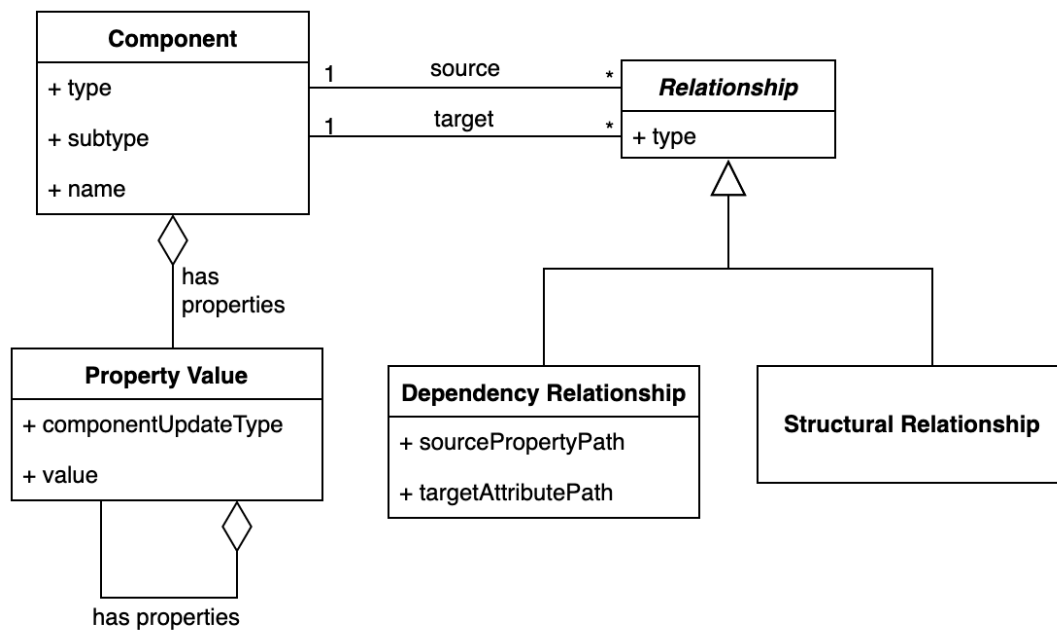 Component
+ type
+ subtype
+ name
1
source
*
1
target
*
Relationship
+ type
has
properties
Property Value
+ componentUpdateType
+ value
has properties
Dependency Relationship
+ sourcePropertyPath
+ targetAttributePath
Structural Relationship